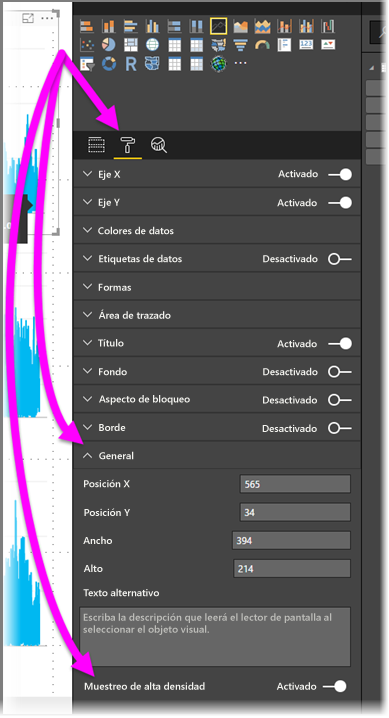 Eje X Activado
Eje Y Activado
Colores de datos
Etiquetas de datos Desactivado
Formas
Área de trazado
Título Activado
Fondo Desactivado
Aspecto de bloqueo Desactivado
Borde Desactivado
General
Posición X 565
Posición Y 34
Ancho 394
Alto 214
Texto alternativo
Escriba la descripción que leerá el lector de pantalla al
seleccionar el objeto visual.
Muestreo de alta densidad Activado